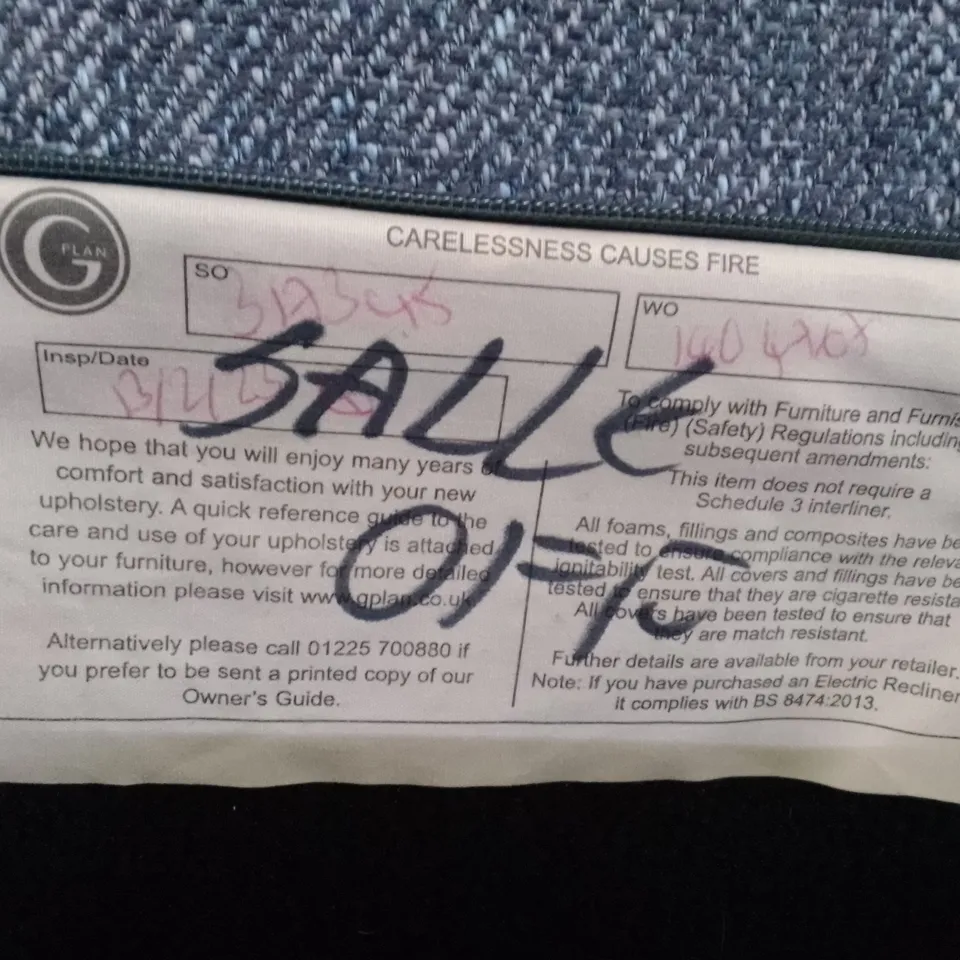 G PLAN
CARELESSNESS CAUSES FIRE
SO
WO
Insp/Date
We hope that you will enjoy many years of
comfort and satisfaction with your new
upholstery. A quick reference guide to the
care and use of your upholstery is attached
to your furniture, however for more detailed
information please visit www.gplan.co.uk
Alternatively please call 01225 700880 if
you prefer to be sent a printed copy of our
Owner's Guide.
To comply with Furniture and Furnis
(Fire) (Safety) Regulations including
subsequent amendments:
This item does not require a
Schedule 3 interliner.
All foams, fillings and composites have be
tested to ensure compliance with the releva
ignitability test. All covers and fillings have be
tested to ensure that they are cigarette resista
All covers have been tested to ensure that
they are match resistant.
Further details are available from your retailer.
Note: If you have purchased an Electric Recliner
it complies with BS 8474:2013.